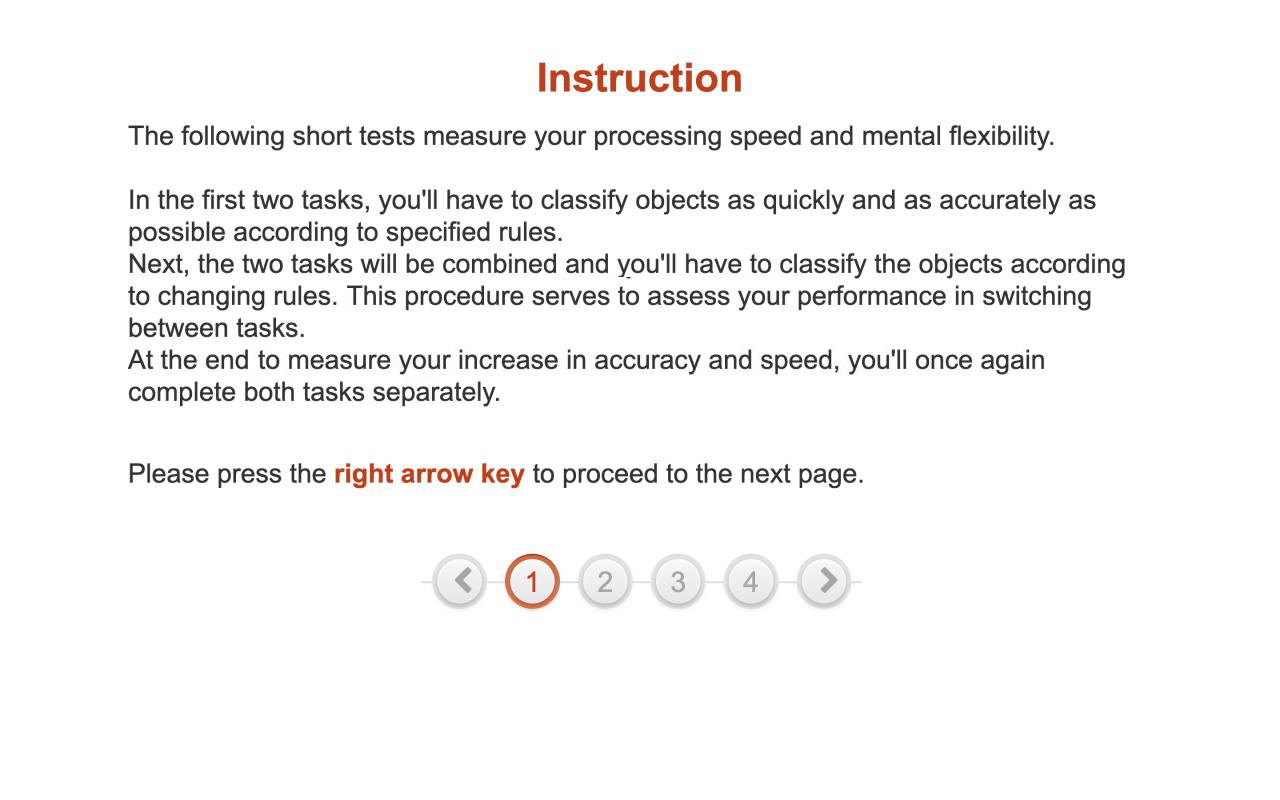 Instruction
The following short tests measure your processing speed and mental flexibility.
In the first two tasks, you'll have to classify objects as quickly and as accurately as
possible according to specified rules.
Next, the two tasks will be combined and you'll have to classify the objects according
to changing rules. This procedure serves to assess your performance in switching
between tasks.
At the end to measure your increase in accuracy and speed, you'll once again
complete both tasks separately.
Please press the right arrow key to proceed to the next page.
1 2 3 4